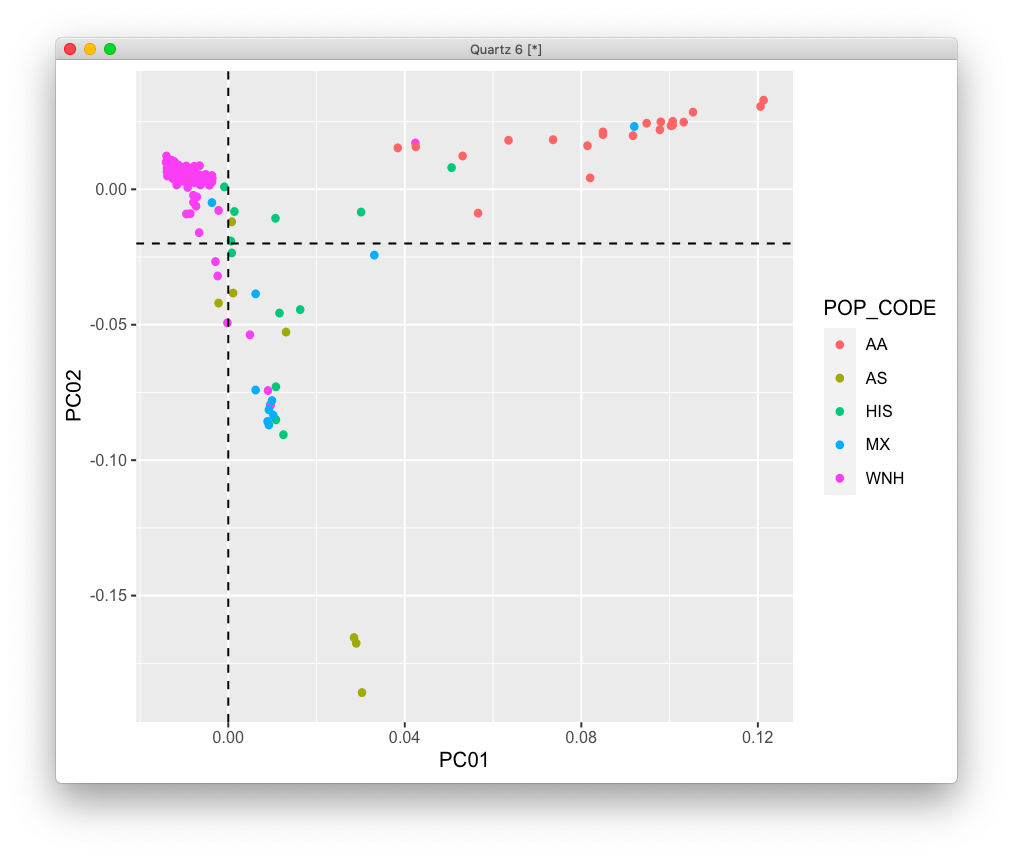 Quartz 6 [*]
0.00
-0.05
-0.10
-0.15
PC02
0.00
0.04
0.08
0.12
PC01
POP_CODE
AA
AS
HIS
MX
WNH